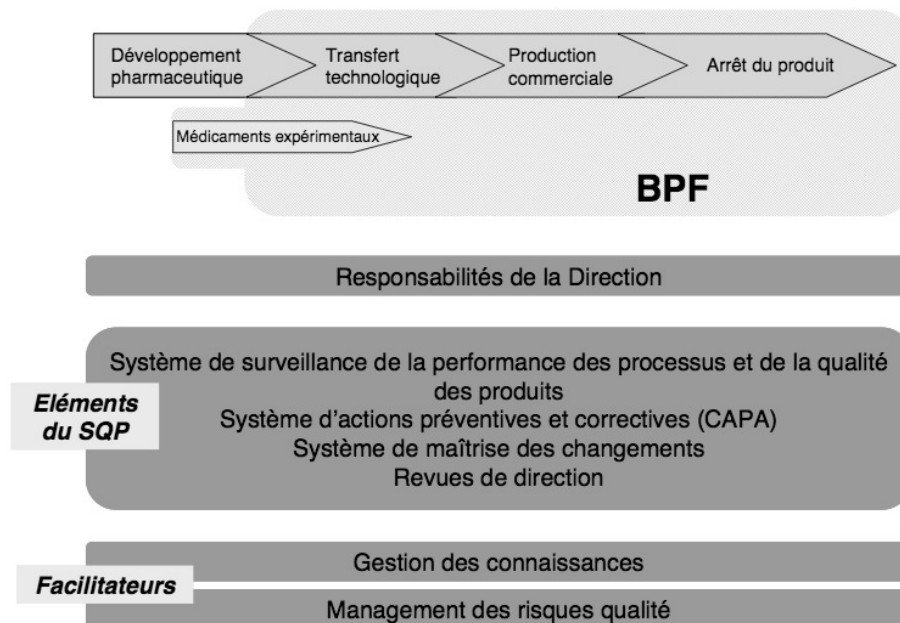 Développement
pharmaceutique
Transfert
technologique
Production
commerciale
Arrêt du produit
Médicaments expérimentaux
BPF
Responsabilités de la Direction
Eléments
du SQP
Système de surveillance de la performance des processus et de la qualité
des produits
Système d'actions préventives et correctives (CAPA)
Système de maîtrise des changements
Revues de direction
Facilitateurs
Gestion des connaissances
Management des risques qualité